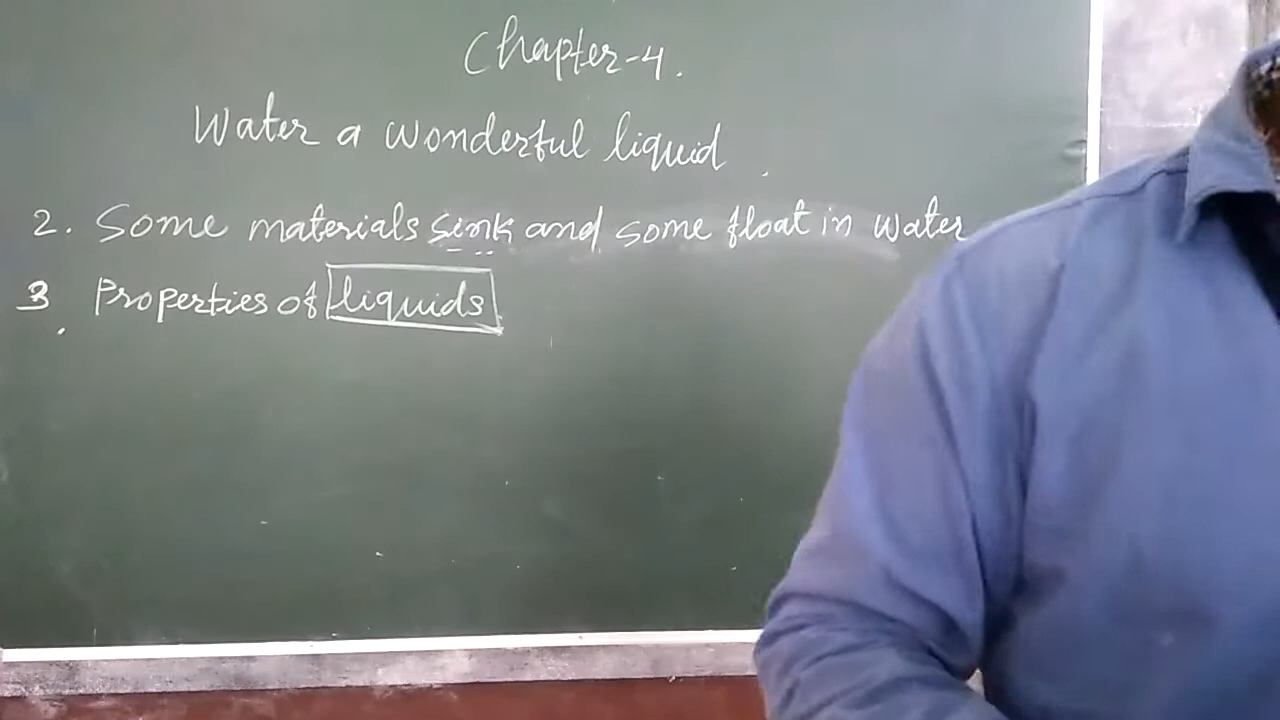 Chapter-4.
Water a wonderful liquid.
2. Some materials sink and some float in water
3. Properties of liquids